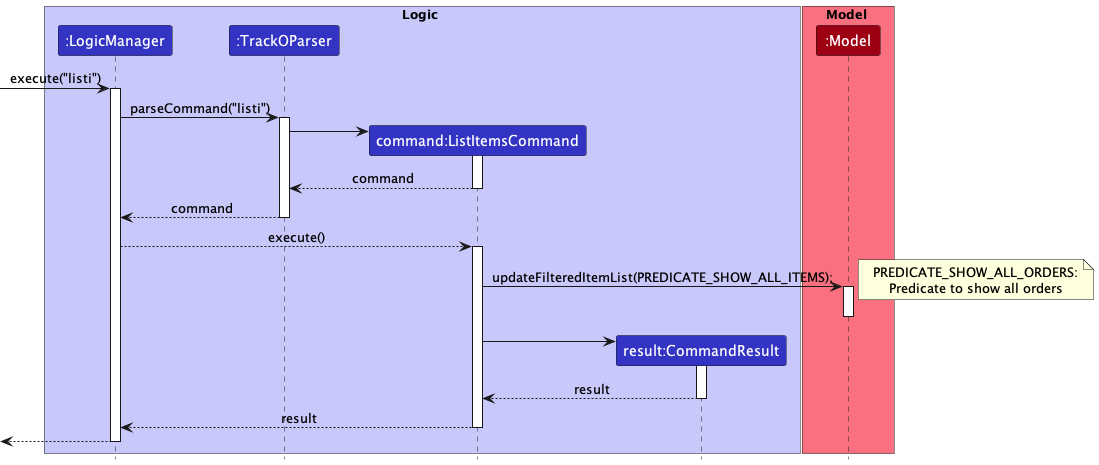 Logic
Model
:LogicManager
:TrackOParser
:Model
execute("listi")
parseCommand("listi")
command:ListItemsCommand
command
command
execute()
updateFilteredItemList(PREDICATE_SHOW_ALL_ITEMS);
PREDICATE_SHOW_ALL_ORDERS:
Predicate to show all orders
result:CommandResult
result
result